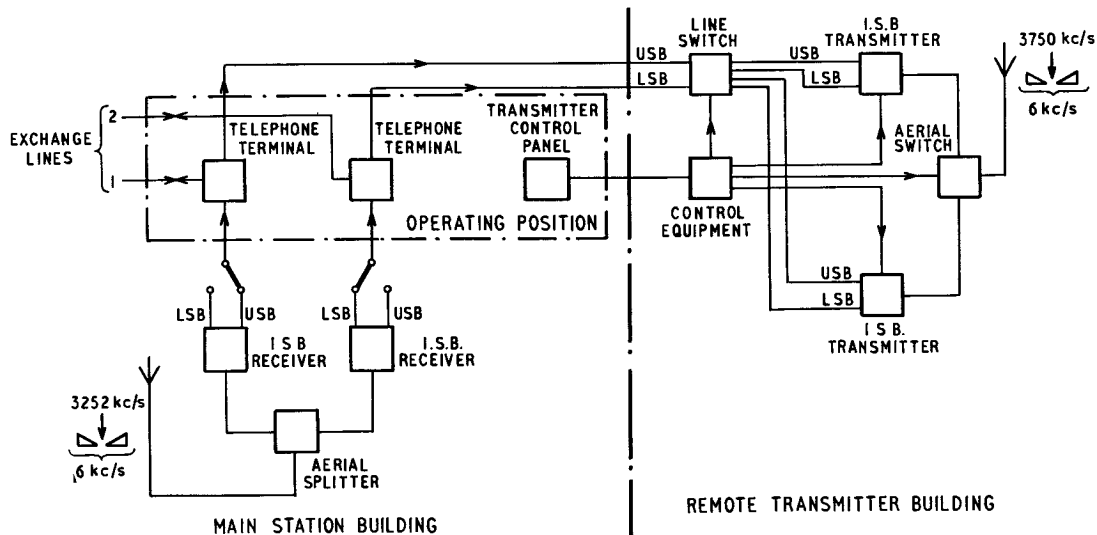 LINE
SWITCH
I.S.B
TRANSMITTER
3750 kc/s
6 kc/s
USB
LSB
USB
LSB
EXCHANGE
LINES
2
1
TELEPHONE
TERMINAL
TELEPHONE
TERMINAL
TRANSMITTER
CONTROL
PANEL
AERIAL
SWITCH
OPERATING POSITION
CONTROL
EQUIPMENT
USB
LSB
I S B.
TRANSMITTER
LSB
USB
LSB
USB
I S B
RECEIVER
I.S.B.
RECEIVER
3252 kc/s
6 kc/s
AERIAL
SPLITTER
MAIN STATION BUILDING
REMOTE TRANSMITTER BUILDING